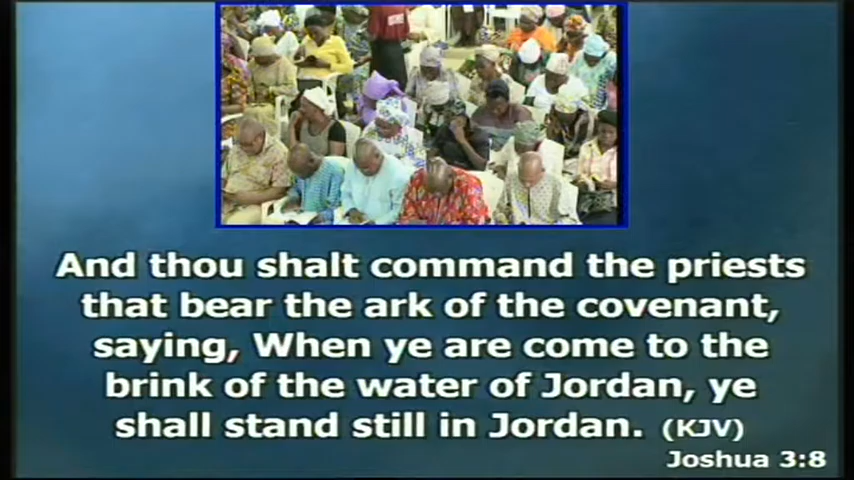 And thou shalt command the priests
that bear the ark of the covenant,
saying, When ye are come to the
brink of the water of Jordan, ye
shall stand still in Jordan. (KJV)
Joshua 3:8